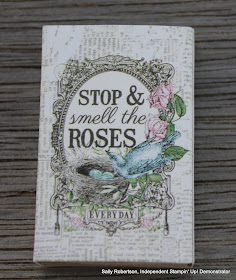 STOP &
smell the
ROSES
EVERYDAY
Sally Robertson, Independent Stampin' Up! Demonstrator